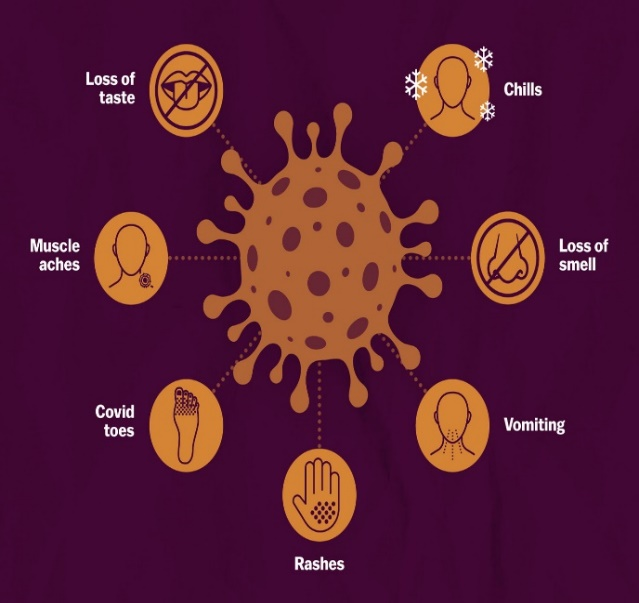 Loss of
taste
Chills
Muscle
aches
Loss of
smell
Covid
toes
Vomiting
Rashes